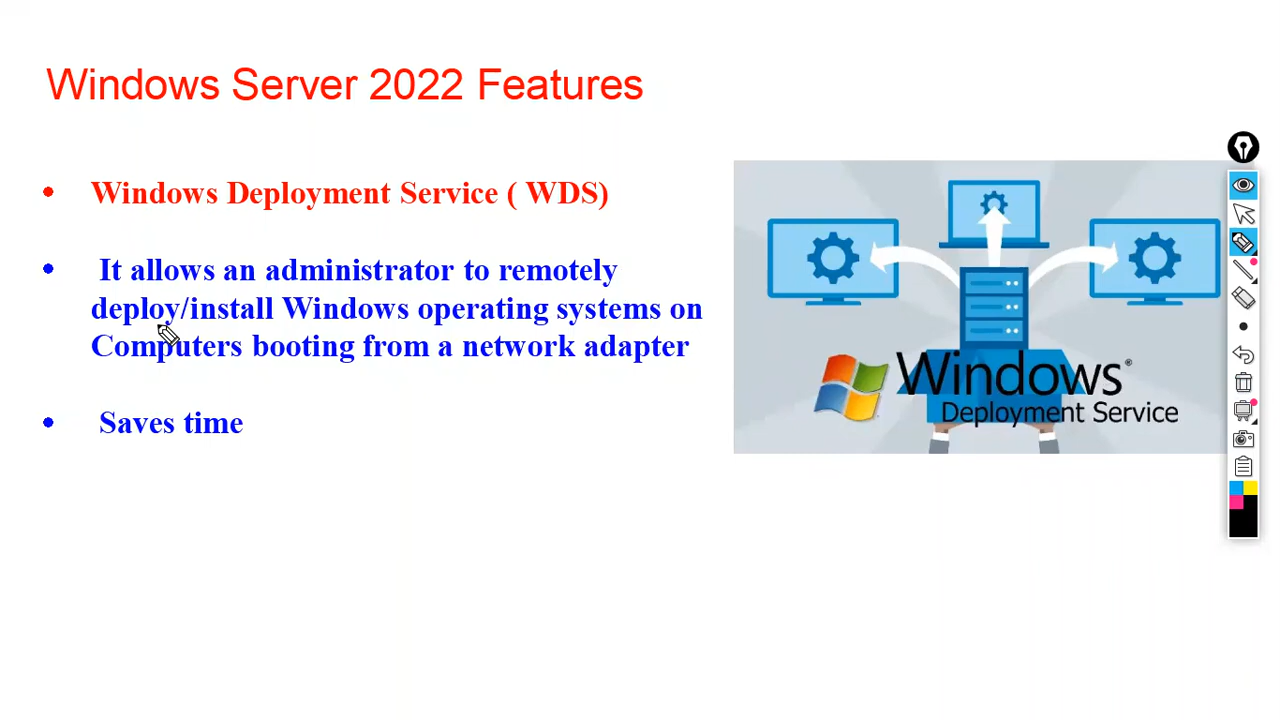 Windows Server 2022 Features
• Windows Deployment Service ( WDS)
• It allows an administrator to remotely
deploy/install Windows operating systems on
Computers booting from a network adapter
• Saves time
Windows®
Deployment Service